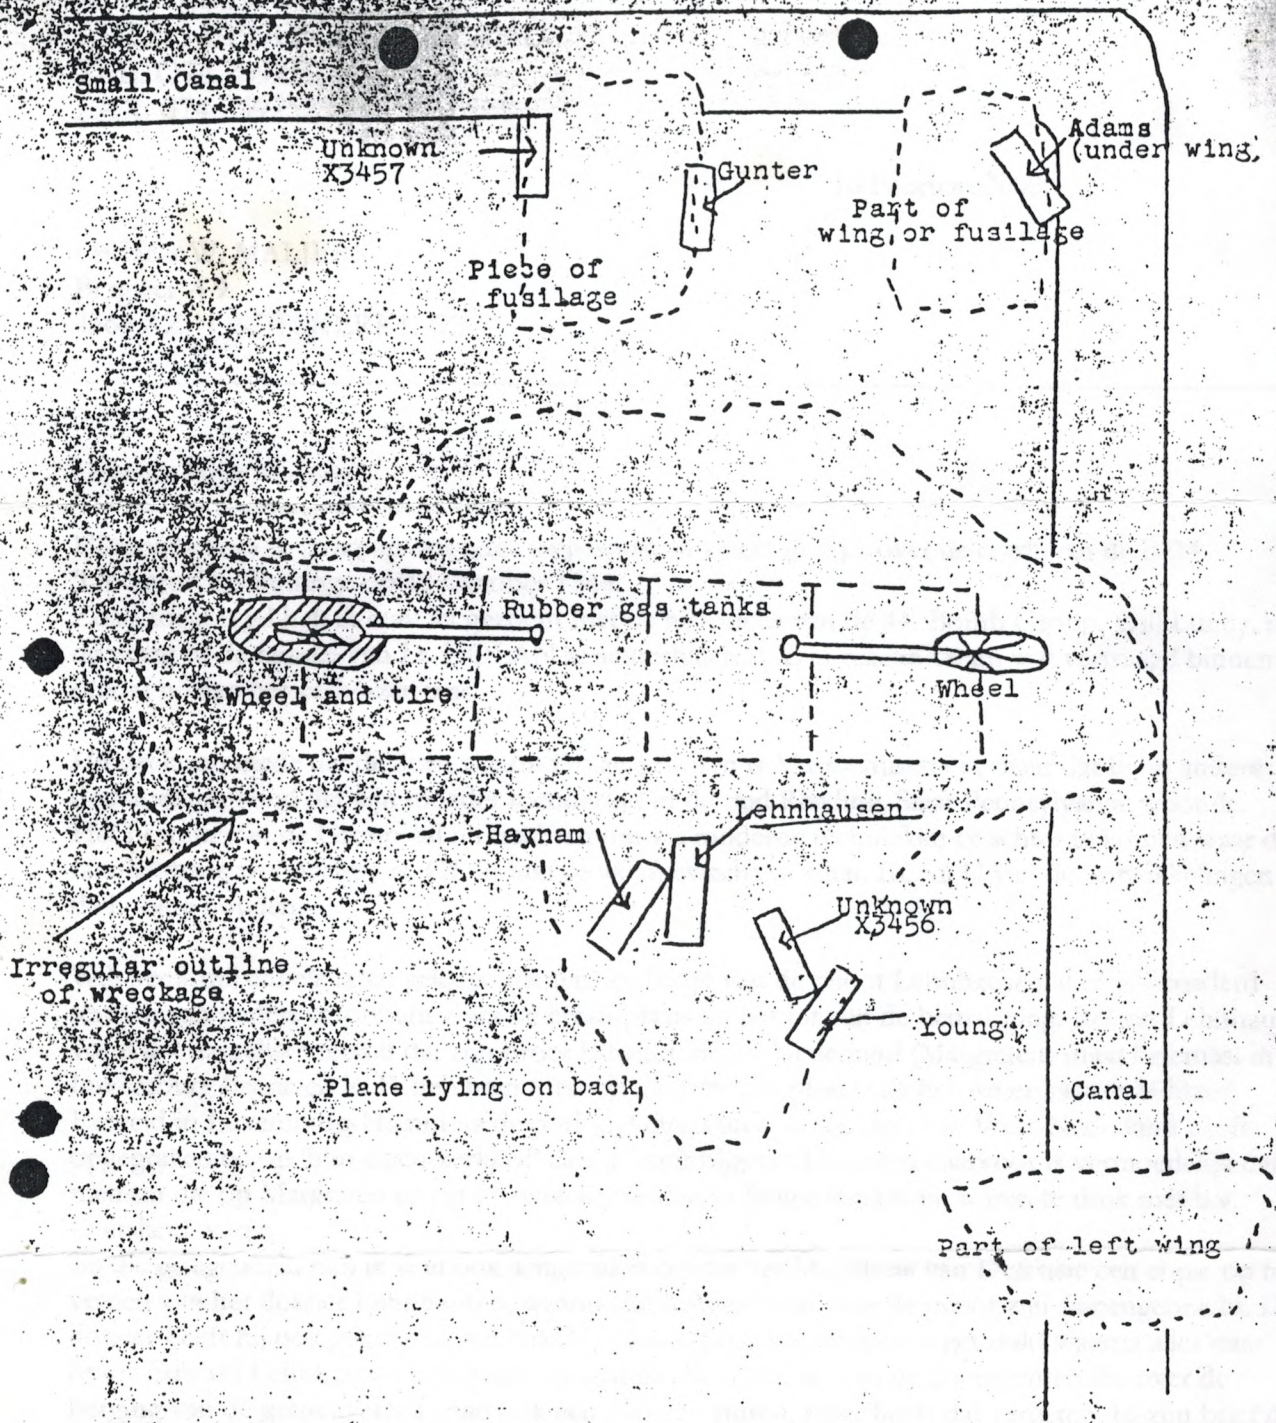 Small Canal
Unknown
X3457
Gunter
Adams
(under wing,
Part of
wing or fusilage
Piece of
fusilage
Rubber gas tanks
Wheel and tire
Wheel
Lehnhausen
Haynam
Unknown
X3456
Irregular outline
of wreckage
Young
Plane lying on back
Canal
Part of left wing